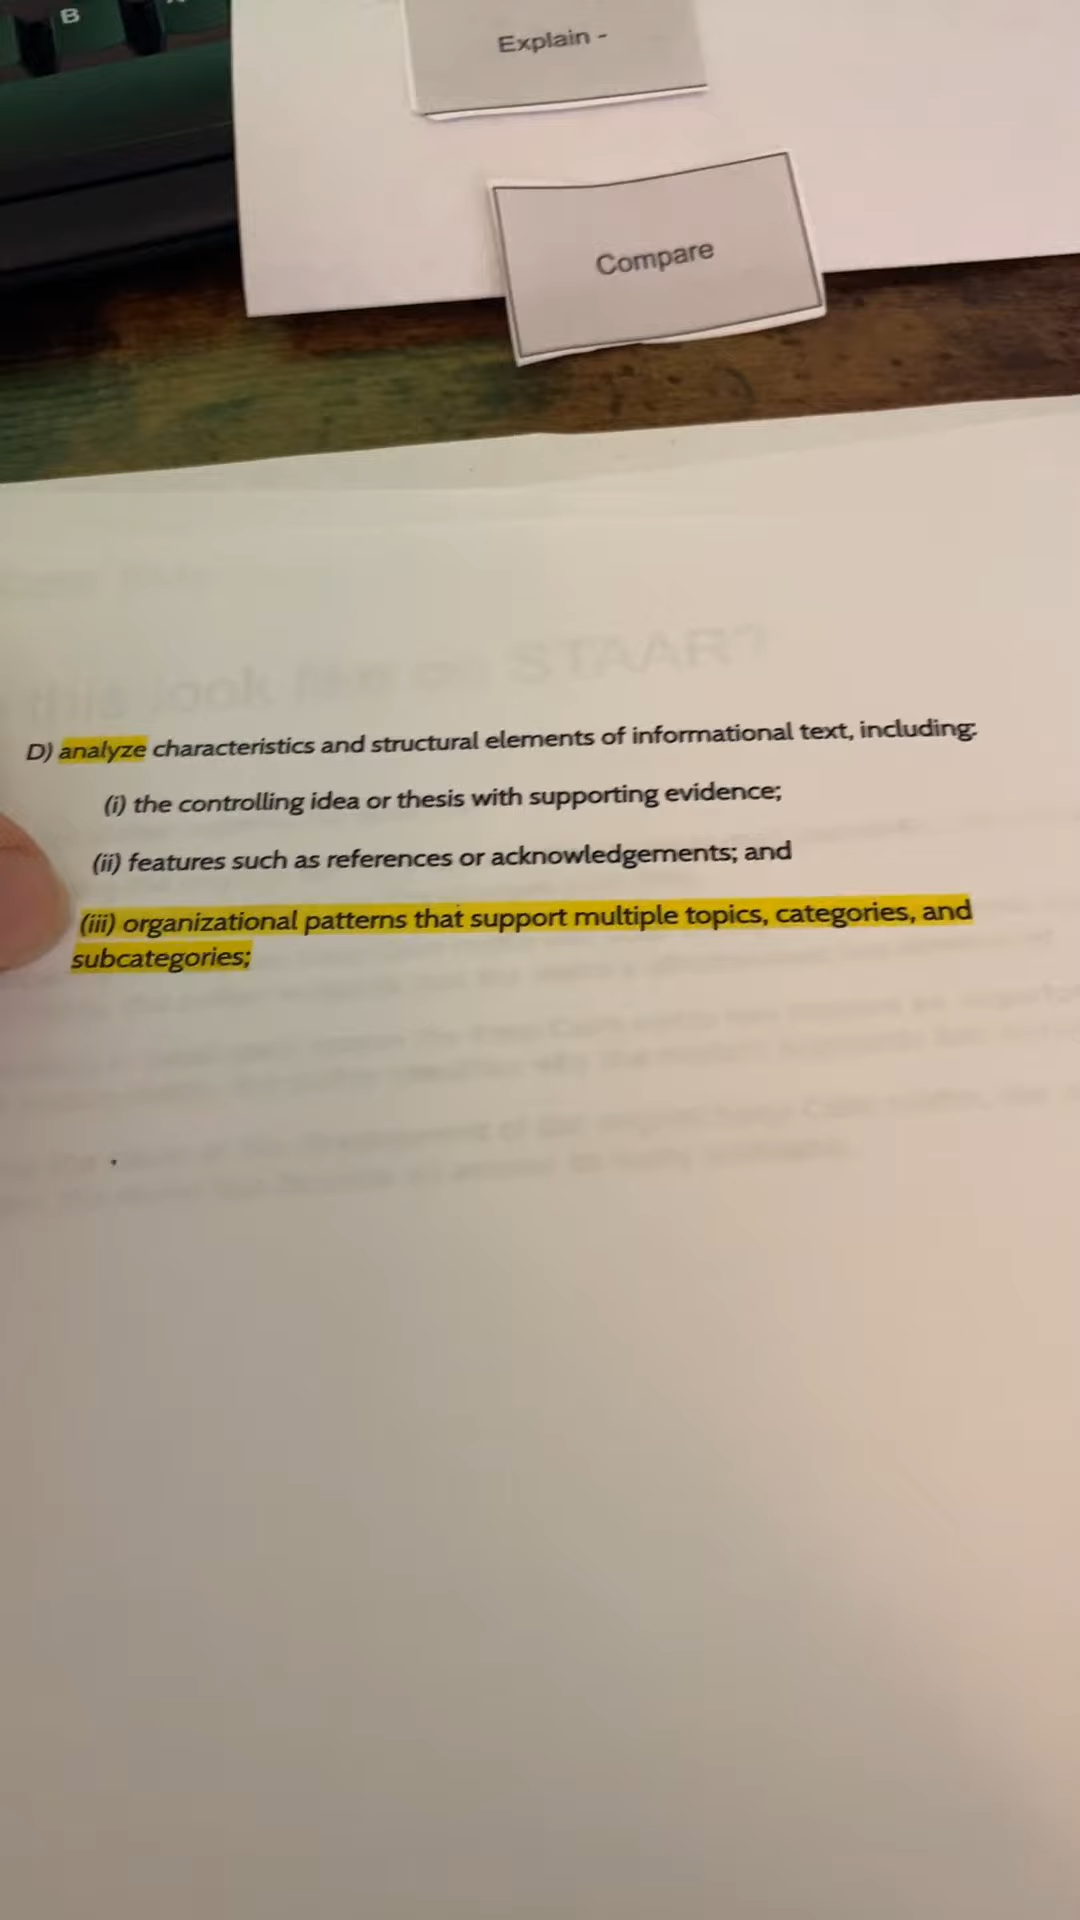 B
Explain -
Compare
this look like on STAAR?
D) analyze characteristics and structural elements of informational text, including:
(i) the controlling idea or thesis with supporting evidence;
(ii) features such as references or acknowledgements; and
(iii) organizational patterns that support multiple topics, categories, and
subcategories;